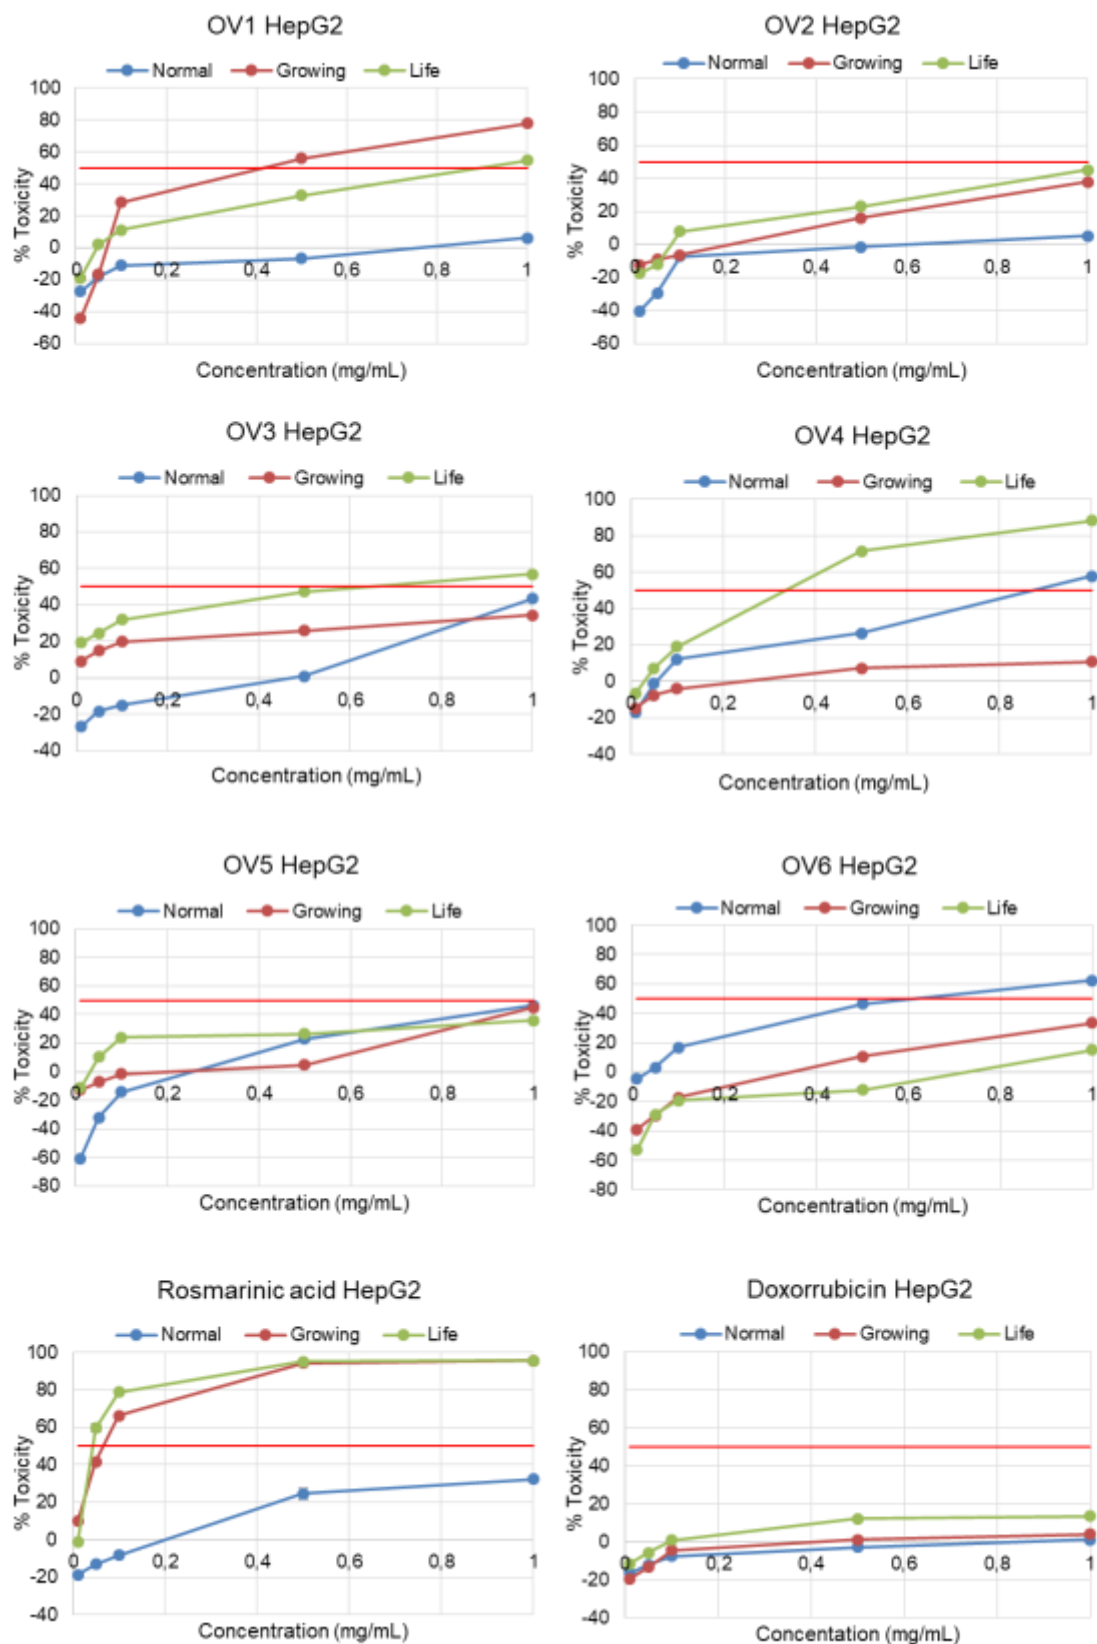 OV1 HepG2
Normal Growing Life
100
80
60
40
20
0
-20
-40
-60
0 0,2 0,4 0,6 0,8 1
% Toxicity
Concentration (mg/mL)
OV2 HepG2
Normal Growing Life
100
80
60
40
20
0
-20
-40
-60
0 0,2 0,4 0,6 0,8 1
% Toxicity
Concentration (mg/mL)
OV3 HepG2
Normal Growing Life
100
80
60
40
20
0
-20
-40
0 0,2 0,4 0,6 0,8 1
% Toxicity
Concentration (mg/mL)
OV4 HepG2
Normal Growing Life
100
80
60
40
20
0
-20
-40
0 0,2 0,4 0,6 0,8 1
% Toxicity
Concentration (mg/mL)
OV5 HepG2
Normal Growing Life
100
80
60
40
20
0
-20
-40
-60
-80
0 0,2 0,4 0,6 0,8 1
% Toxicity
Concentration (mg/mL)
OV6 HepG2
Normal Growing Life
100
80
60
40
20
0
-20
-40
-60
-80
0 0,2 0,4 0,6 0,8 1
% Toxicity
Concentration (mg/mL)
Rosmarinic acid HepG2
Normal Growing Life
100
80
60
40
20
0
-20
-40
0 0,2 0,4 0,6 0,8 1
% Toxicity
Concentration (mg/mL)
Doxorrubicin HepG2
Normal Growing Life
100
80
60
40
20
0
-20
-40
0 0,2 0,4 0,6 0,8 1
% Toxicity
Concentation (mg/mL)